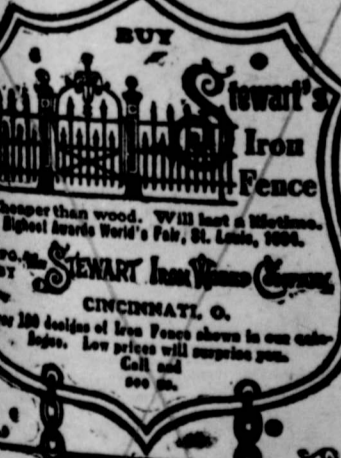 BUY
Stewart's
Iron
Fence
Cheaper than wood. Will last a lifetime.
Highest Awards World's Fair, St. Louis, 1904.
The STEWART IRON WORKS COMPANY,
CINCINNATI, O.
100 designs of Iron Fence shown in our cata-
logue. Low prices will surprise you.
Call and
see us.